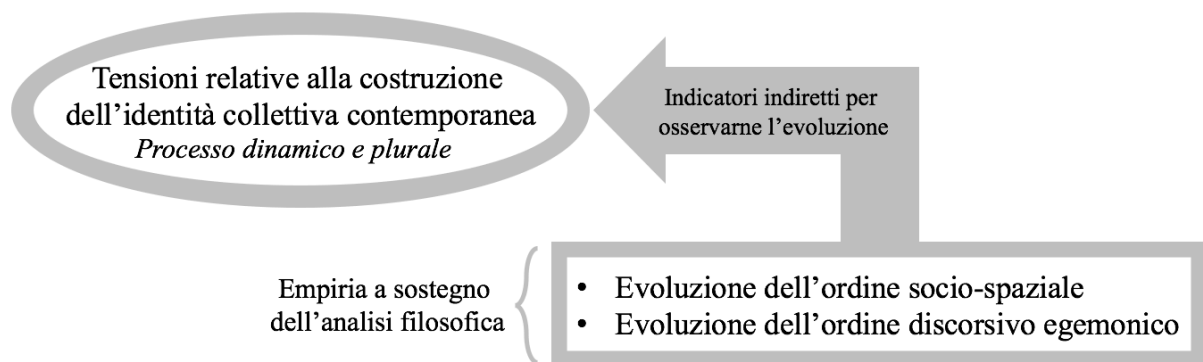 Tensioni relative alla costruzione
dell’identità collettiva contemporanea
Processo dinamico e plurale
Indicatori indiretti per
osservarne l’evoluzione
Empiria a sostegno
dell’analisi filosofica
• Evoluzione dell’ordine socio-spaziale
• Evoluzione dell’ordine discorsivo egemonico